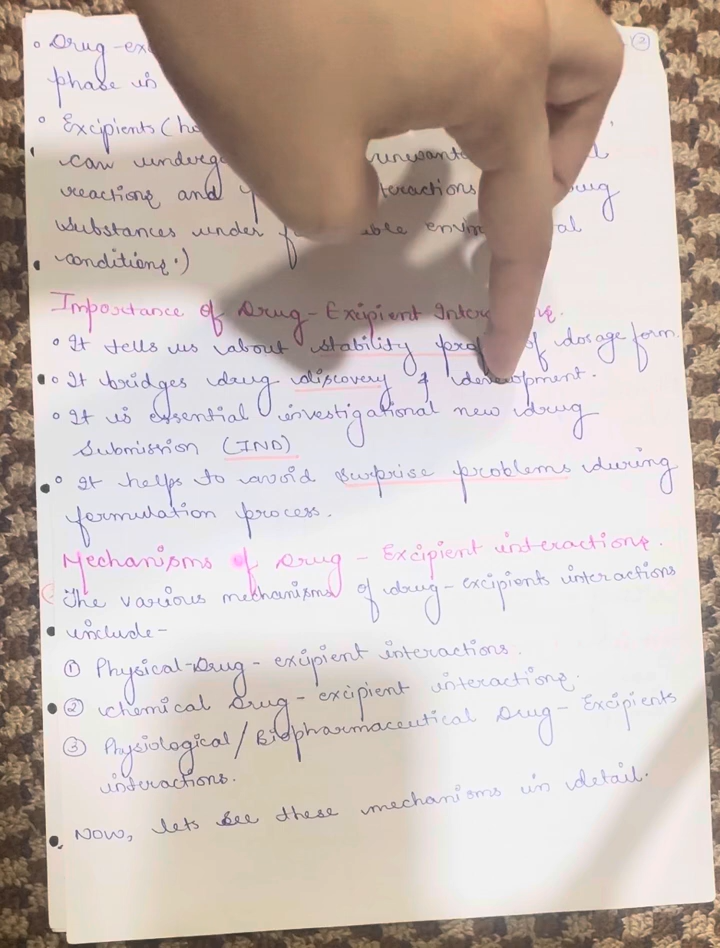 • Drug-ex
phase in
• Excipients (
can underg unwant
reactions and teractions
substances under able envir al
conditions.)
Importance of Drug-Excipient Inter
• It tells us about stability of dosage form.
• It bridges drug discovery & development.
• It is essential investigational new drug
submission (IND)
• It helps to avoid surprise problems during
formulation process.
Mechanisms of Drug - Excipient interactions.
The various mechanisms of drug-excipients interactions
include-
① Physical-Drug-excipient interactions.
② chemical Drug-excipient interactions.
③ Physiological/Biopharmaceutical Drug-Excipients
interactions.
Now, lets see these mechanisms in detail.
②